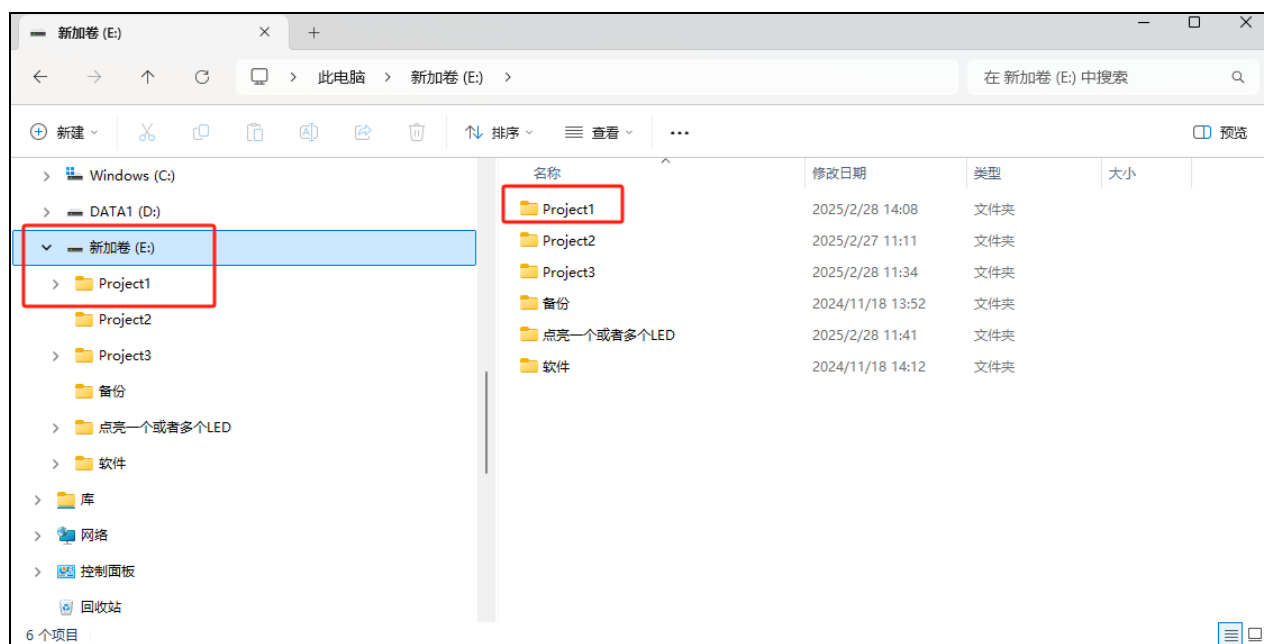 新加卷 (E:)
此电脑 > 新加卷 (E:) >
在 新加卷 (E:) 中搜索
新建
排序
查看
预览
Windows (C:)
DATA1 (D:)
新加卷 (E:)
Project1
Project2
Project3
备份
点亮一个或者多个LED
软件
库
网络
控制面板
回收站
名称 修改日期 类型 大小
Project1 2025/2/28 14:08 文件夹
Project2 2025/2/27 11:11 文件夹
Project3 2025/2/28 11:34 文件夹
备份 2024/11/18 13:52 文件夹
点亮一个或者多个LED 2025/2/28 11:41 文件夹
软件 2024/11/18 14:12 文件夹
6 个项目